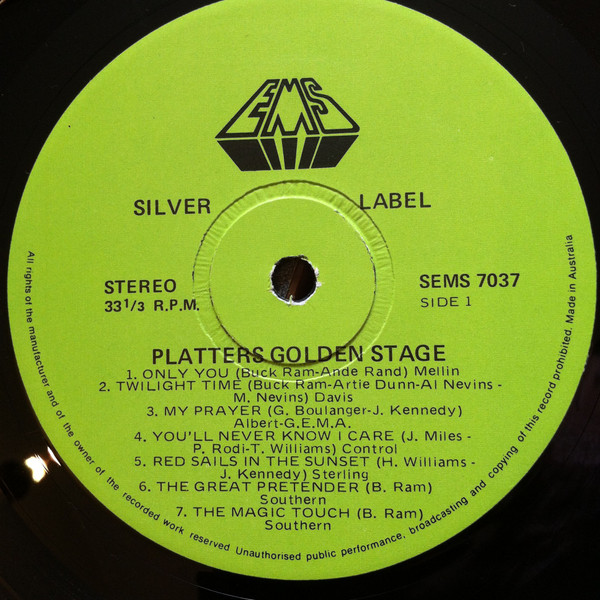 EMS
SILVER LABEL
STEREO
33 1/3 R.P.M.
SEMS 7037
SIDE 1
PLATTERS GOLDEN STAGE
1. ONLY YOU (Buck Ram-Ande Rand) Mellin
2. TWILIGHT TIME (Buck Ram-Artie Dunn-Al Nevins -
M. Nevins) Davis
3. MY PRAYER (G. Boulanger-J. Kennedy)
Albert-G.E.M.A.
4. YOU'LL NEVER KNOW I CARE (J. Miles -
P. Rodi-T. Williams) Control
5. RED SAILS IN THE SUNSET (H. Williams -
J. Kennedy) Sterling
6. THE GREAT PRETENDER (B. Ram)
Southern
7. THE MAGIC TOUCH (B. Ram)
Southern
All rights of the manufacturer and of the owner of the recorded work reserved Unauthorised public performance, broadcasting and copying of this record prohibited. Made in Australia